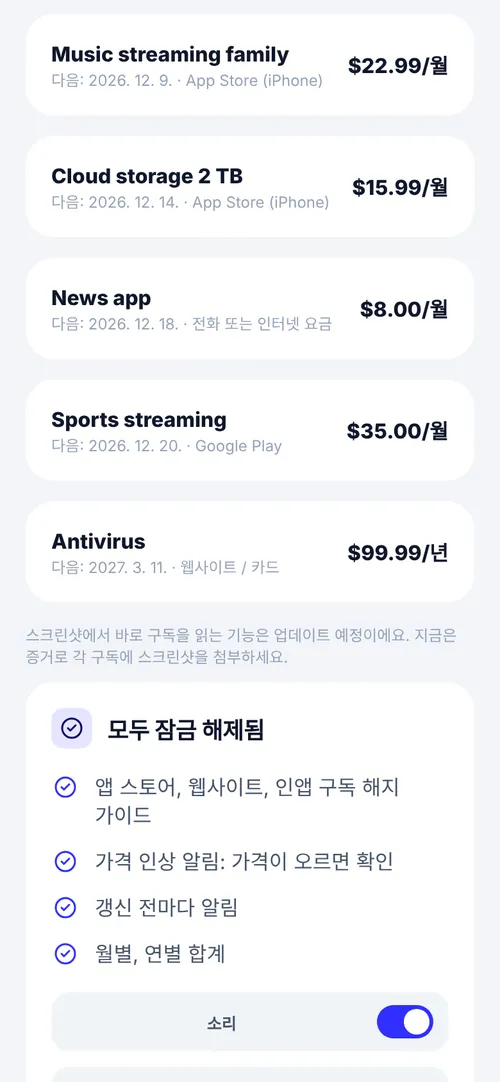 Music streaming family
$22.99/월
다음: 2026. 12. 9. · App Store (iPhone)
Cloud storage 2 TB
$15.99/월
다음: 2026. 12. 14. · App Store (iPhone)
News app
$8.00/월
다음: 2026. 12. 18. · 전화 또는 인터넷 요금
Sports streaming
$35.00/월
다음: 2026. 12. 20. · Google Play
Antivirus
$99.99/년
다음: 2027. 3. 11. · 웹사이트 / 카드
스크린샷에서 바로 구독을 읽는 기능은 업데이트 예정이에요. 지금은
증거로 각 구독에 스크린샷을 첨부하세요.
모두 잠금 해제됨
앱 스토어, 웹사이트, 인앱 구독 해지
가이드
가격 인상 알림: 가격이 오르면 확인
갱신 전마다 알림
월별, 연별 합계
소리